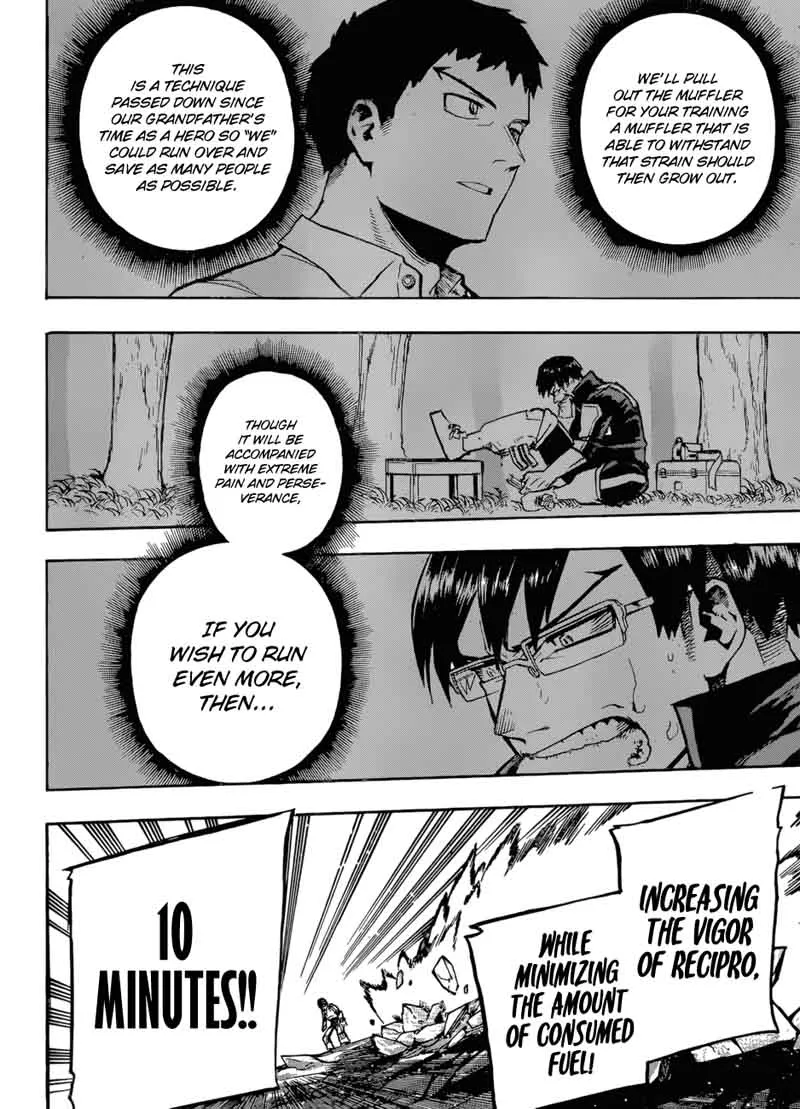 WE'LL PULL
OUT THE MUFFLER
FOR YOUR TRAINING
A MUFFLER THAT IS
ABLE TO WITHSTAND
THAT STRAIN SHOULD
THEN GROW OUT.
THIS
IS A TECHNIQUE
PASSED DOWN SINCE
OUR GRANDFATHER'S
TIME AS A HERO SO "WE"
COULD RUN OVER AND
SAVE AS MANY PEOPLE
AS POSSIBLE.
THOUGH
IT WILL BE
ACCOMPANIED
WITH EXTREME
PAIN AND PERSE-
VERANCE,
IF YOU
WISH TO RUN
EVEN MORE,
THEN...
INCREASING
THE VIGOR
OF RECIPRO,
WHILE
MINIMIZING
THE AMOUNT
OF CONSUMED
FUEL!
10
MINUTES!!